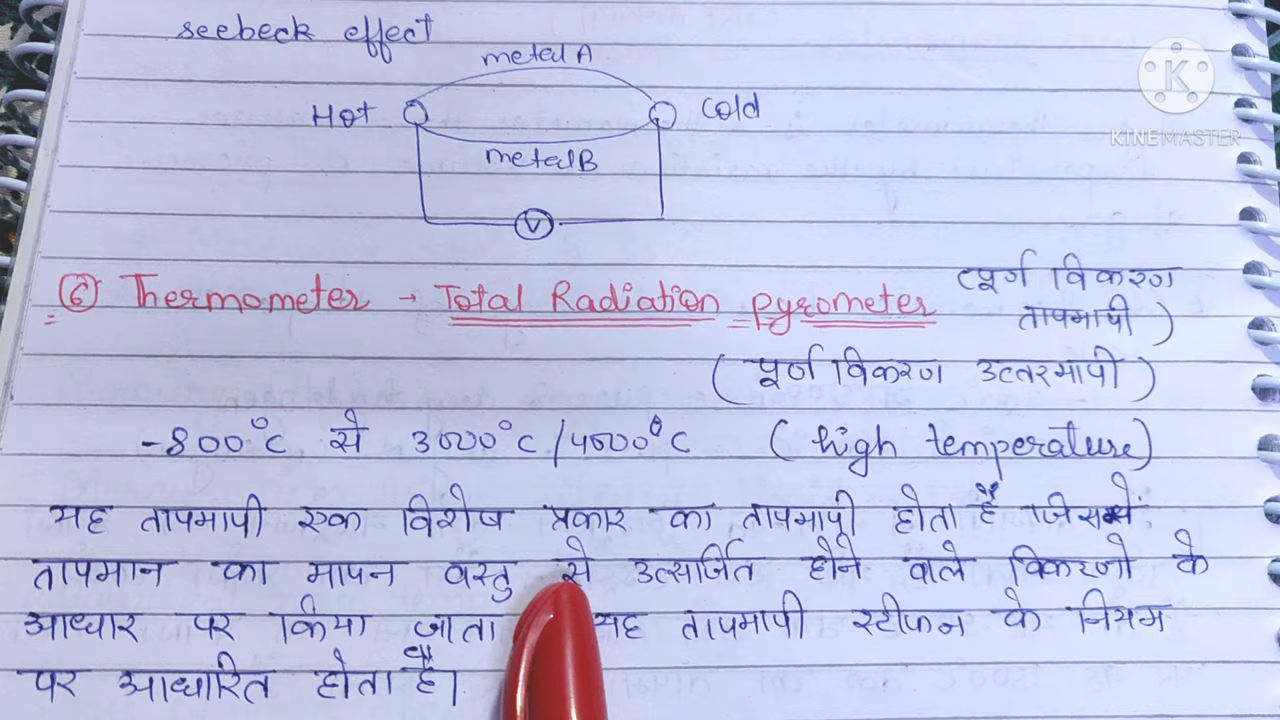 seebeck effect
metal A
Hot
Cold
metal B
V
K
KINEMASTER
⑥ Thermometer → Total Radiation pyrometer (पूर्ण विकरण
तापमापी)
(पूर्ण विकरण उत्तरमापी)
-800°C से 3000°C/4000°C (high temperature)
यह तापमापी एक विशेष प्रकार का तापमापी होता है जिसमे
तापमान का मापन वस्तु से उत्सर्जित होने वाले विकरणो के
आधार पर किया जाता यह तापमापी स्टीफन के नियम
पर आधारित होता है।